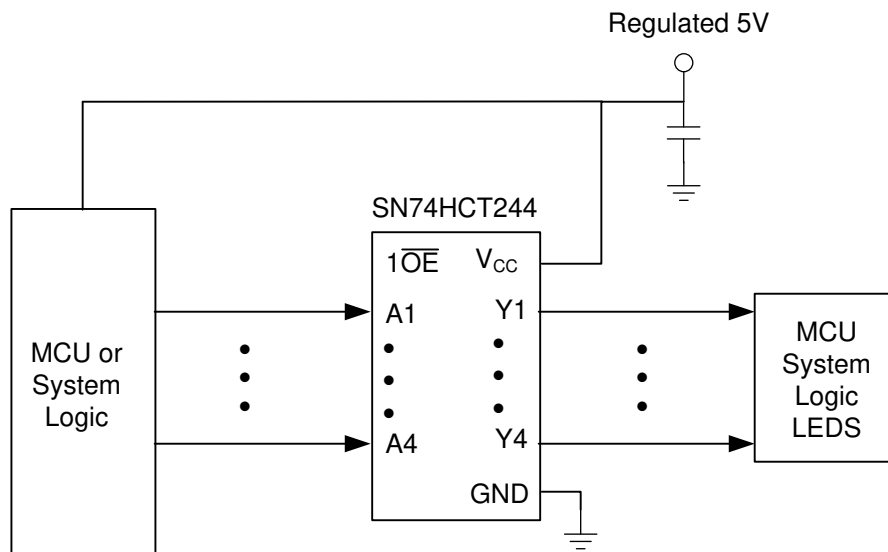 Regulated 5V
SN74HCT244
1OE
VCC
A1
Y1
MCU or
System
Logic
A4
Y4
GND
MCU
System
Logic
LEDS